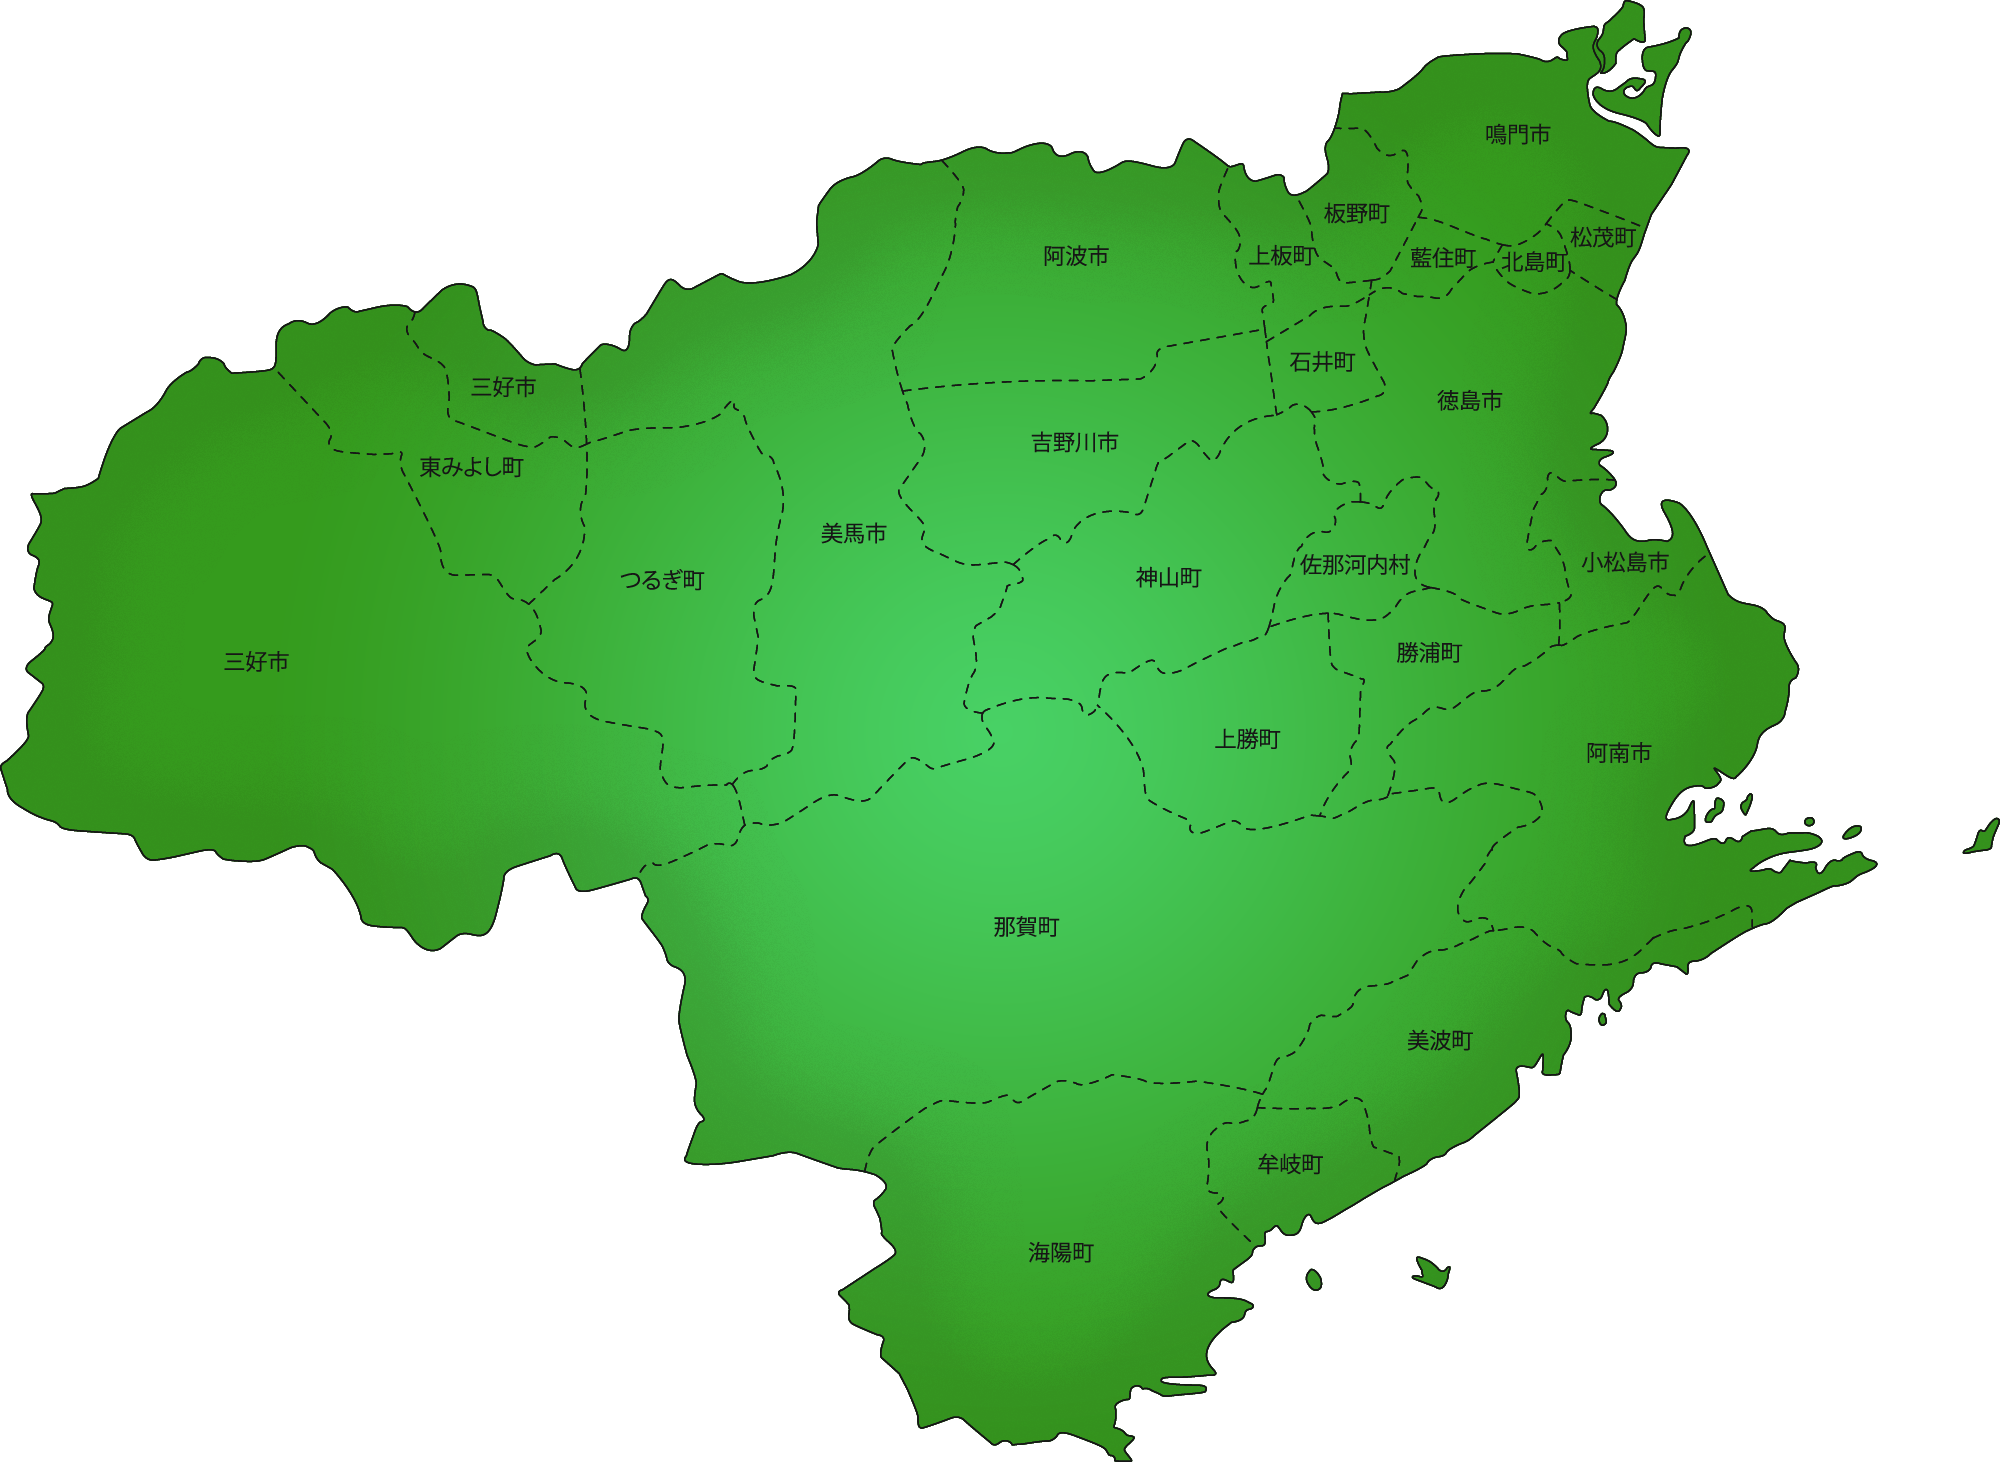 鳴門市
板野町
松茂町
阿波市
上板町
藍住町
北島町
石井町
三好市
徳島市
吉野川市
東みよし町
美馬市
小松島市
佐那河内村
神山町
つるぎ町
勝浦町
三好市
上勝町
阿南市
那賀町
美波町
牟岐町
海陽町